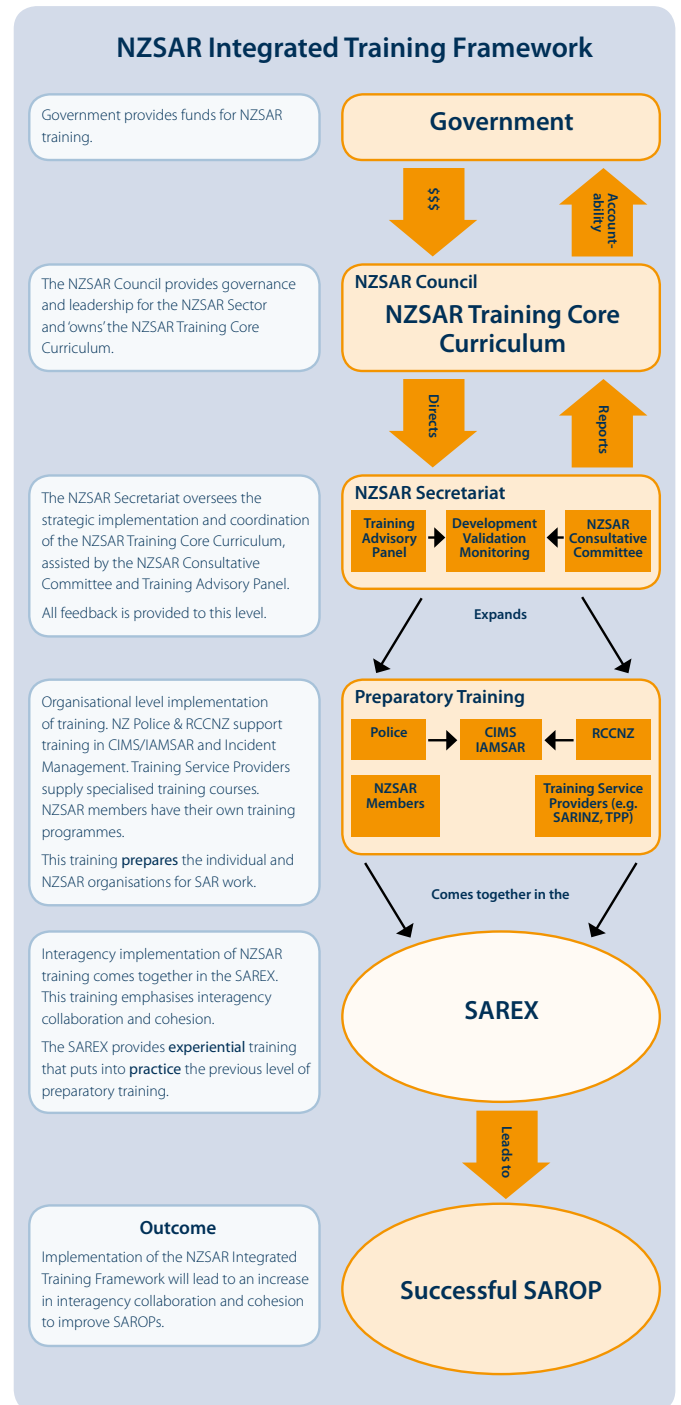 NZSAR Integrated Training Framework
Government provides funds for NZSAR
training.
Government
$$$
Account-
ability
The NZSAR Council provides governance
and leadership for the NZSAR Sector
and ‘owns’ the NZSAR Training Core
Curriculum.
NZSAR Council
NZSAR Training Core
Curriculum
Directs
Reports
The NZSAR Secretariat oversees the
strategic implementation and coordination
of the NZSAR Training Core Curriculum,
assisted by the NZSAR Consultative
Committee and Training Advisory Panel.
All feedback is provided to this level.
NZSAR Secretariat
Training
Advisory
Panel
Development
Validation
Monitoring
NZSAR
Consultative
Committee
Expands
Organisational level implementation
of training. NZ Police & RCCNZ support
training in CIMS/IAMSAR and Incident
Management. Training Service Providers
supply specialised training courses.
NZSAR members have their own training
programmes.
This training prepares the individual and
NZSAR organisations for SAR work.
Preparatory Training
Police
CIMS
IAMSAR
RCCNZ
NZSAR
Members
Training Service
Providers (e.g.
SARINZ, TPP)
Comes together in the
Interagency implementation of NZSAR
training comes together in the SAREX.
This training emphasises interagency
collaboration and cohesion.
The SAREX provides experiential training
that puts into practice the previous level of
preparatory training.
SAREX
Leads to
Outcome
Implementation of the NZSAR Integrated
Training Framework will lead to an increase
in interagency collaboration and cohesion
to improve SAROPs.
Successful SAROP